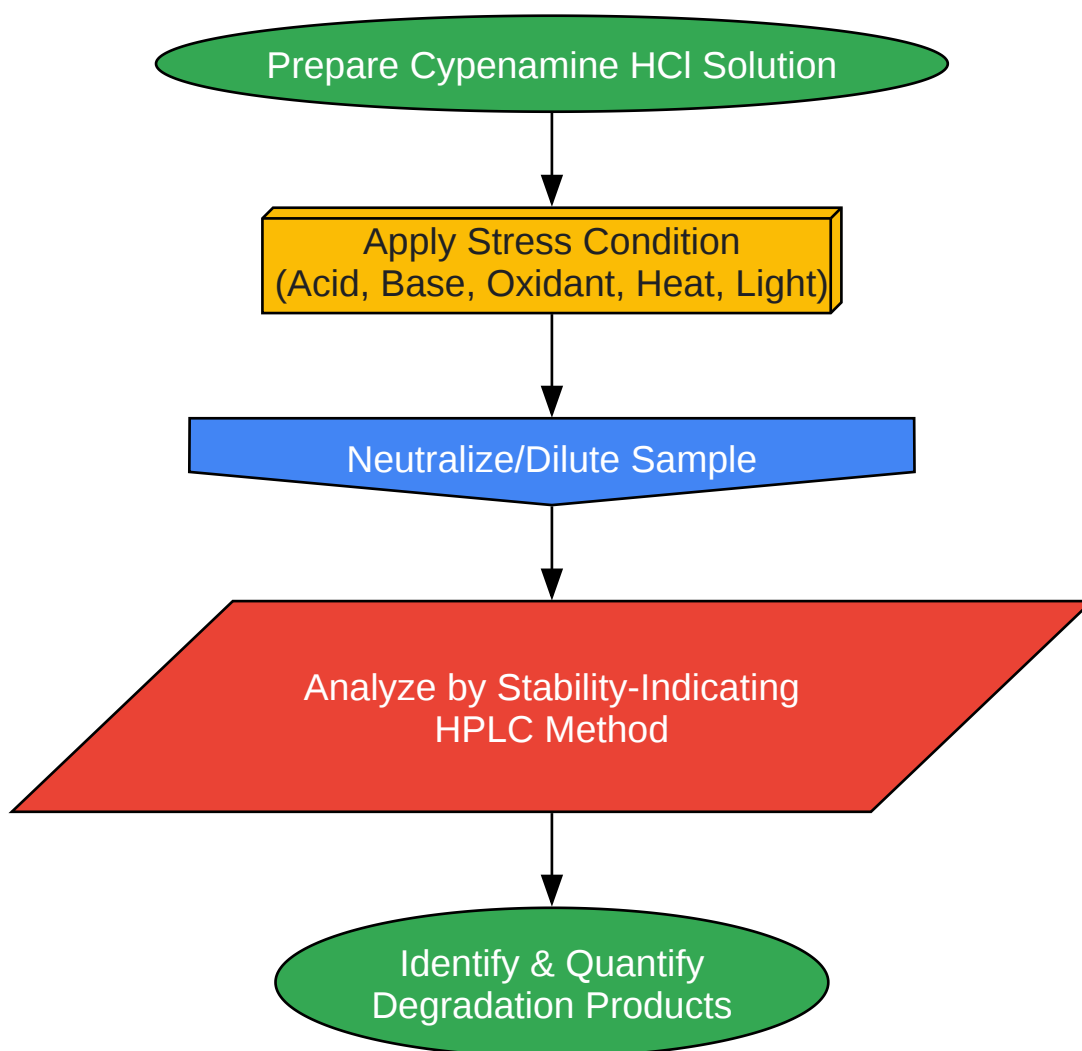 Prepare Cypenamine HCl Solution
Apply Stress Condition
(Acid, Base, Oxidant, Heat, Light)
Neutralize/Dilute Sample
Analyze by Stability-Indicating
HPLC Method
Identify & Quantify
Degradation Products